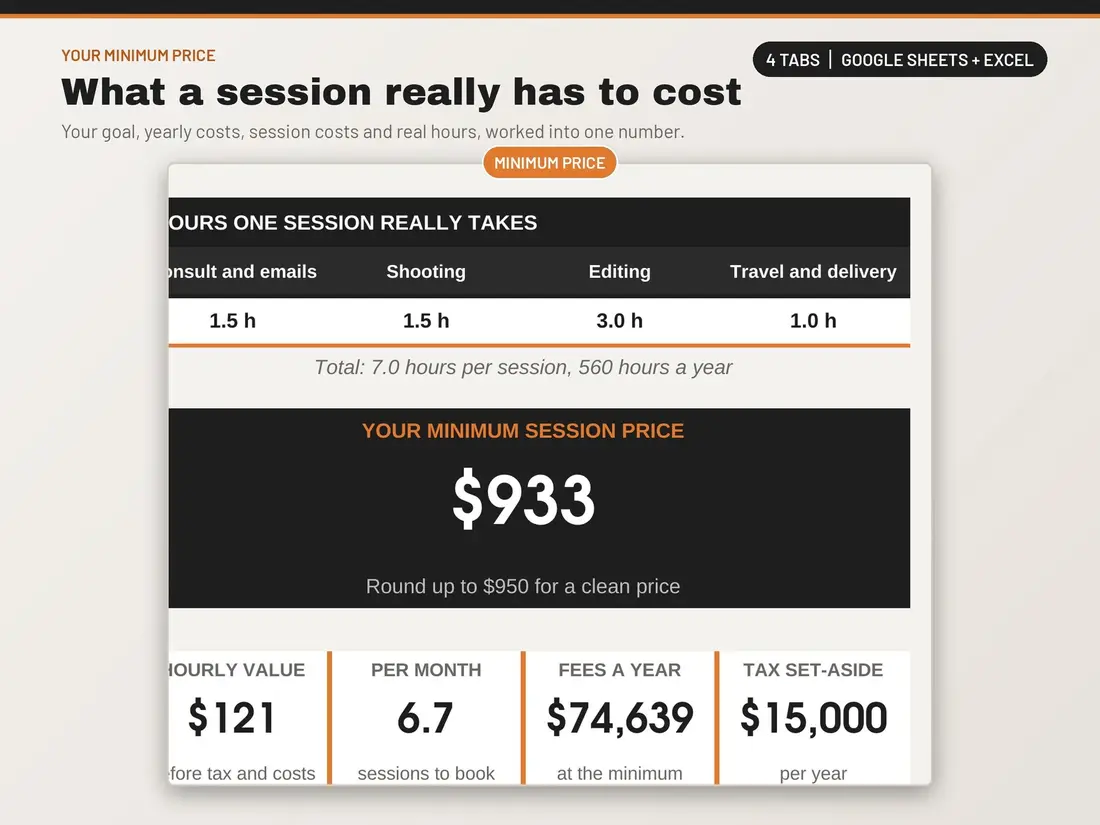 YOUR MINIMUM PRICE
4 TABS | GOOGLE SHEETS + EXCEL
What a session really has to cost
Your goal, yearly costs, session costs and real hours, worked into one number.
MINIMUM PRICE
OURS ONE SESSION REALLY TAKES
onsult and emails Shooting Editing Travel and delivery
1.5 h 1.5 h 3.0 h 1.0 h
Total: 7.0 hours per session, 560 hours a year
YOUR MINIMUM SESSION PRICE
$933
Round up to $950 for a clean price
HOURLY VALUE PER MONTH FEES A YEAR TAX SET-ASIDE
$121 6.7 $74,639 $15,000
fore tax and costs sessions to book at the minimum per year